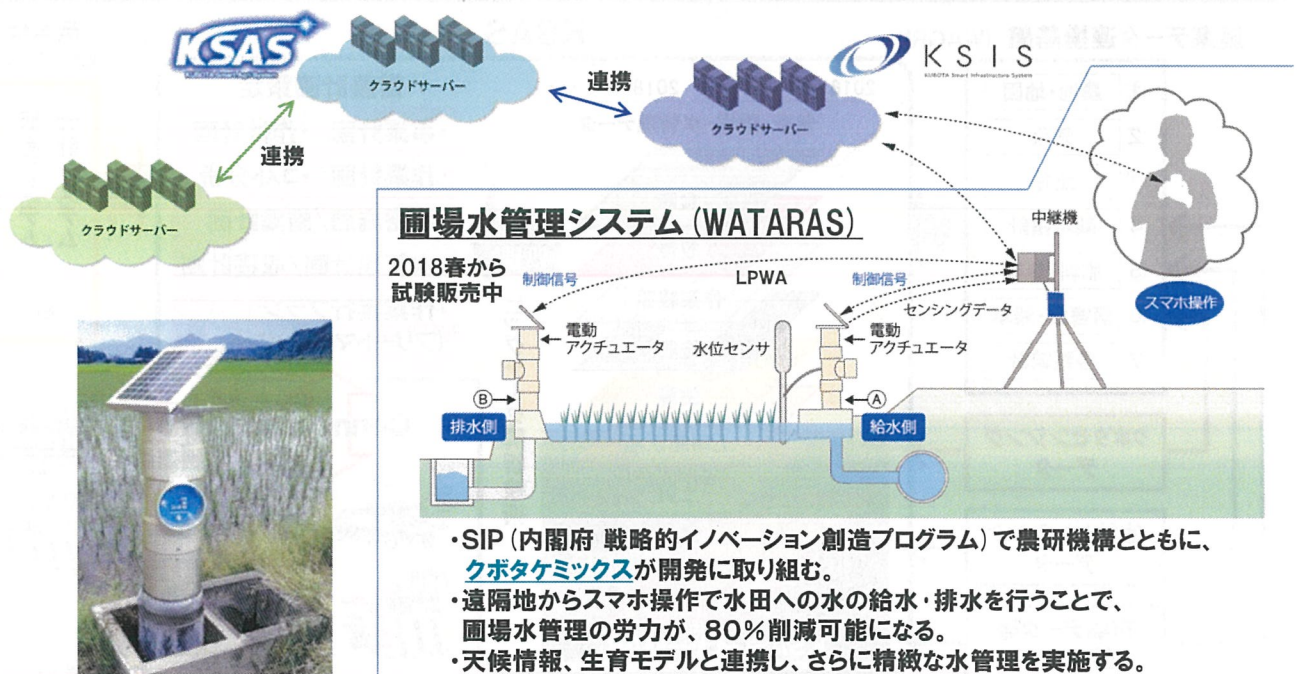 KSAS
クラウドサーバー
連携
KSIS
KUBOTA Smart Infrastructure System
クラウドサーバー
連携
クラウドサーバー
圃場水管理システム(WATARAS)
2018春から
試験販売中
制御信号
LPWA
制御信号
センシングデータ
中継機
スマホ操作
電動
アクチュエータ
水位センサ
電動
アクチュエータ
Ⓑ
Ⓐ
排水側
給水側
・SIP(内閣府 戦略的イノベーション創造プログラム)で農研機構とともに、
クボタケミックスが開発に取り組む。
・遠隔地からスマホ操作で水田への水の給水・排水を行うことで、
圃場水管理の労力が、80%削減可能になる。
・天候情報、生育モデルと連携し、さらに精緻な水管理を実施する。